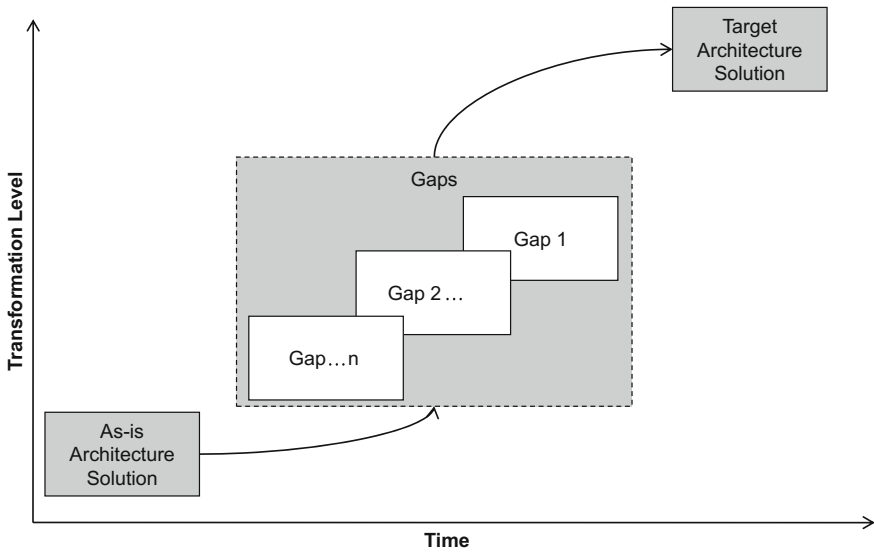 Target
Architecture
Solution
Gaps
Gap 1
Gap 2 …
Gap…n
As-is
Architecture
Solution
Transformation Level
Time